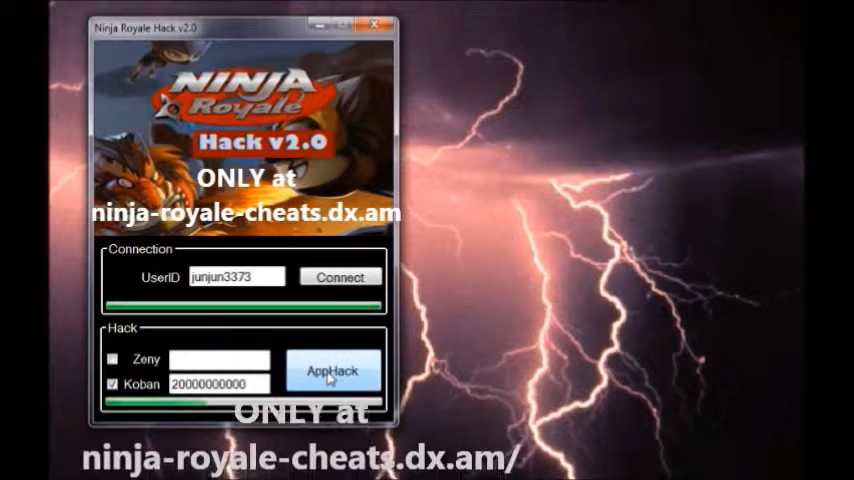 Ninja Royale Hack v2.0
NINJA
Royale
Hack v2.0
ONLY at
ninja-royale-cheats.dx.am
Connection
UserID junjun3373 Connect
Hack
Zeny
AppHack
Koban 20000000000
ONLY at
ninja-royale-cheats.dx.am/